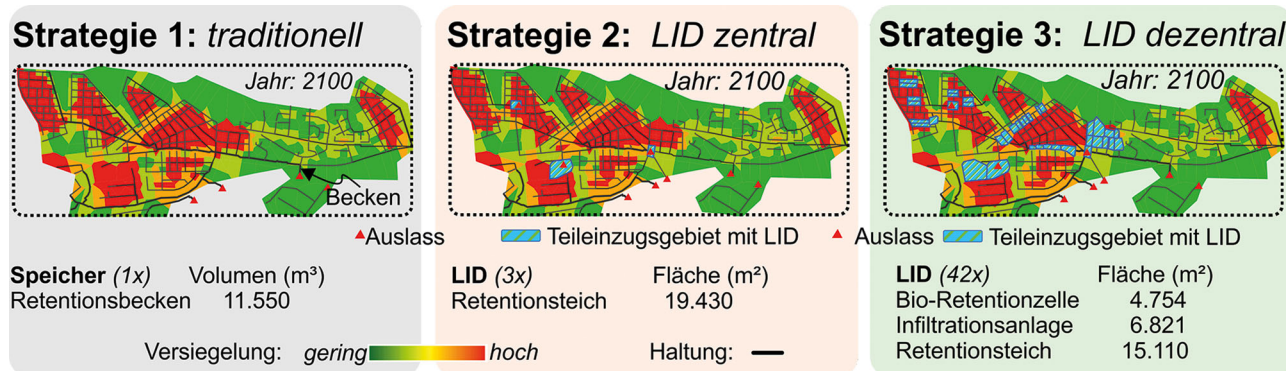 Strategie 1: traditionell
Jahr: 2100
Becken
Auslass
Speicher (1x) Volumen (m³)
Retentionsbecken 11.550
Strategie 2: LID zentral
Jahr: 2100
Teileinzugsgebiet mit LID
LID (3x) Fläche (m²)
Retentionsteich 19.430
Strategie 3: LID dezentral
Jahr: 2100
Auslass Teileinzugsgebiet mit LID
LID (42x) Fläche (m²)
Bio-Retentionzelle 4.754
Infiltrationsanlage 6.821
Retentionsteich 15.110
Versiegelung: gering hoch
Haltung: